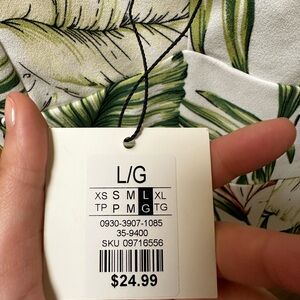 L/G
XS S M L XL
TP P M G TG
0930-3907-1085
35-9400
SKU 09716556
$24.99